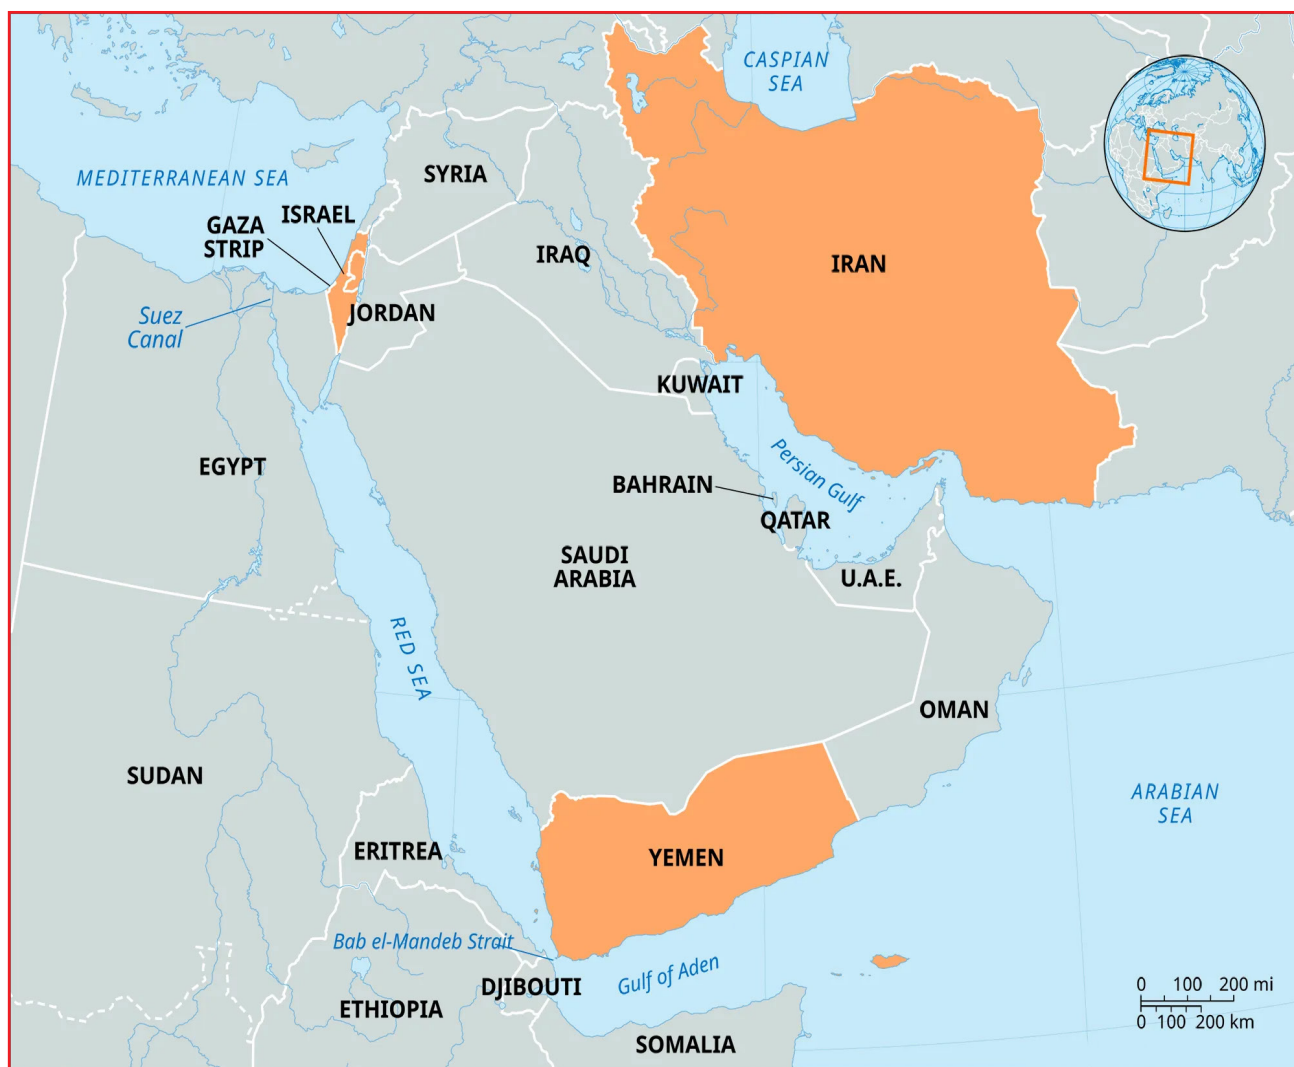 CASPIAN
SEA
MEDITERRANEAN SEA
SYRIA
GAZA
STRIP
ISRAEL
IRAQ
IRAN
Suez
Canal
JORDAN
KUWAIT
EGYPT
Persian Gulf
BAHRAIN
QATAR
SAUDI
ARABIA
U.A.E.
RED SEA
OMAN
SUDAN
ARABIAN
SEA
ERITREA
YEMEN
Bab el-Mandeb Strait
Gulf of Aden
DJIBOUTI
ETHIOPIA
SOMALIA
0 100 200 mi
0 100 200 km